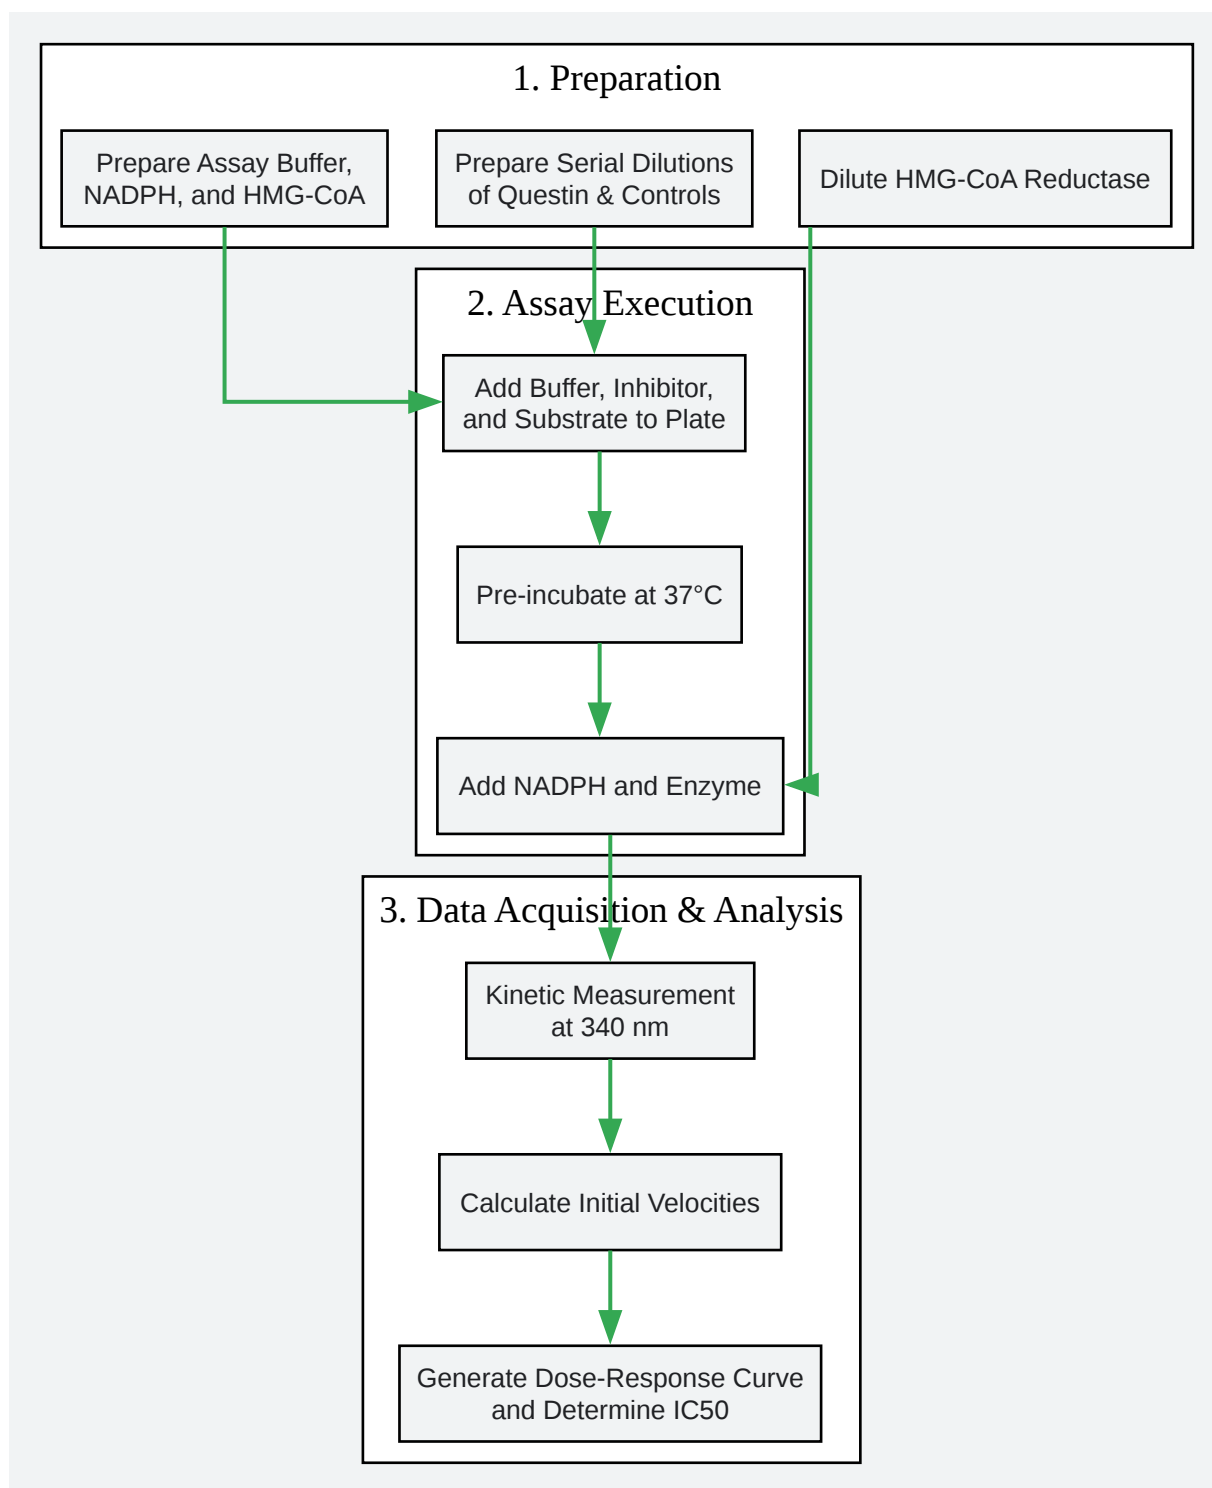 1. Preparation
Prepare Assay Buffer,
NADPH, and HMG-CoA
Prepare Serial Dilutions
of Questin & Controls
Dilute HMG-CoA Reductase
2. Assay Execution
Add Buffer, Inhibitor,
and Substrate to Plate
Pre-incubate at 37°C
Add NADPH and Enzyme
3. Data Acquisition & Analysis
Kinetic Measurement
at 340 nm
Calculate Initial Velocities
Generate Dose-Response Curve
and Determine IC50